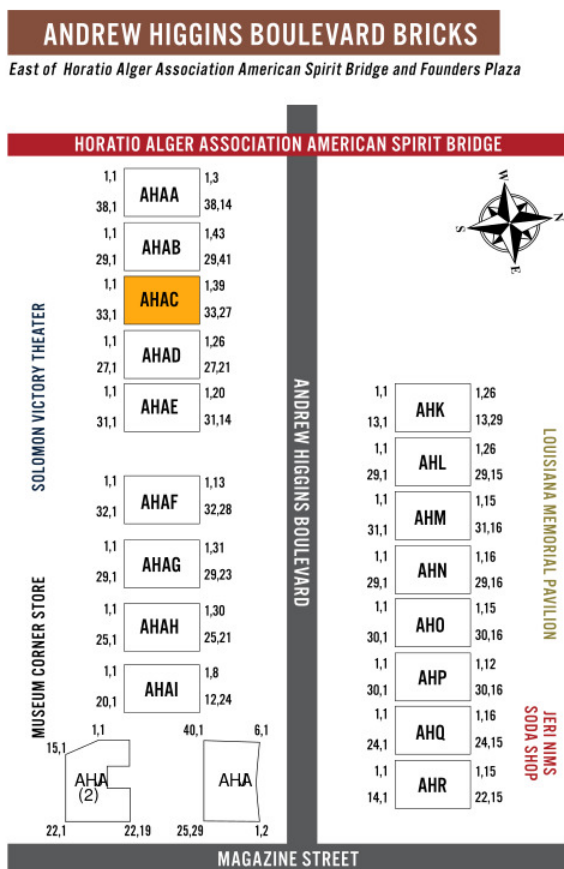 ANDREW HIGGINS BOULEVARD BRICKS
East of Horatio Alger Association American Spirit Bridge and Founders Plaza
HORATIO ALGER ASSOCIATION AMERICAN SPIRIT BRIDGE
1,1 1,3
AHAA
38,1 38,14
W
N
S
E
1,1 1,43
AHAB
29,1 29,41
1,1 1,39
AHAC
33,1 33,27
1,1 1,26
AHAD
27,1 27,21
1,1 1,20
AHAE
31,1 31,14
SOLOMON VICTORY THEATER
1,1 1,13
AHAF
32,1 32,28
1,1 1,31
AHAG
29,1 29,23
1,1 1,30
AHAH
25,1 25,21
1,1 1,8
AHAI
20,1 12,24
MUSEUM CORNER STORE
1,1
15,1
AHA
(2)
22,1 22,19
40,1 6,1
AHA
25,29 1,2
ANDREW HIGGINS BOULEVARD
1,1 1,26
AHK
13,1 13,29
1,1 1,26
AHL
29,1 29,15
1,1 1,15
AHM
31,1 31,16
1,1 1,16
AHN
29,1 29,16
1,1 1,15
AHO
30,1 30,16
1,1 1,12
AHP
30,1 30,16
1,1 1,16
AHQ
24,1 24,15
1,1 1,15
AHR
14,1 22,15
LOUISIANA MEMORIAL PAVILION
JERI NIMS
SODA SHOP
MAGAZINE STREET